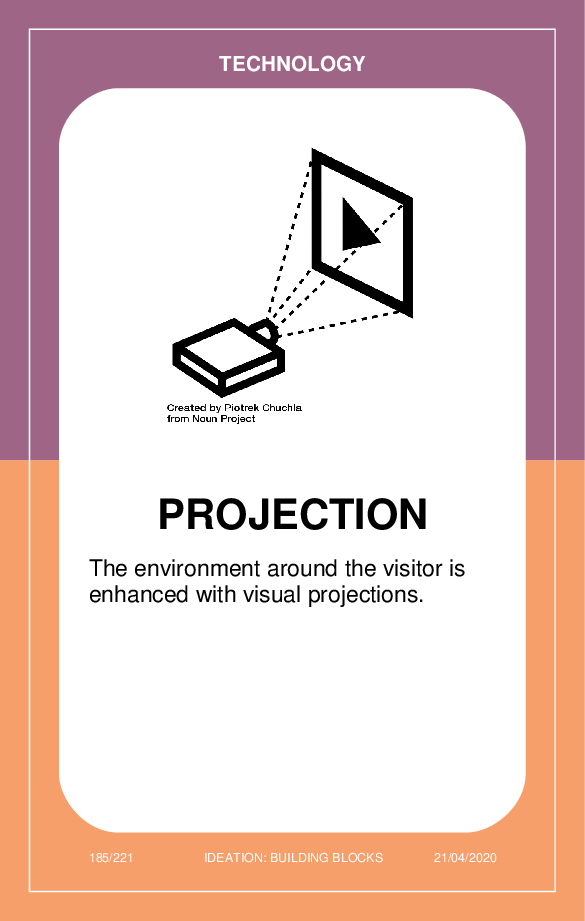 TECHNOLOGY
Created by Piotrek Chuchla
from Noun Project
PROJECTION
The environment around the visitor is
enhanced with visual projections.
185/221 IDEATION: BUILDING BLOCKS 21/04/2020